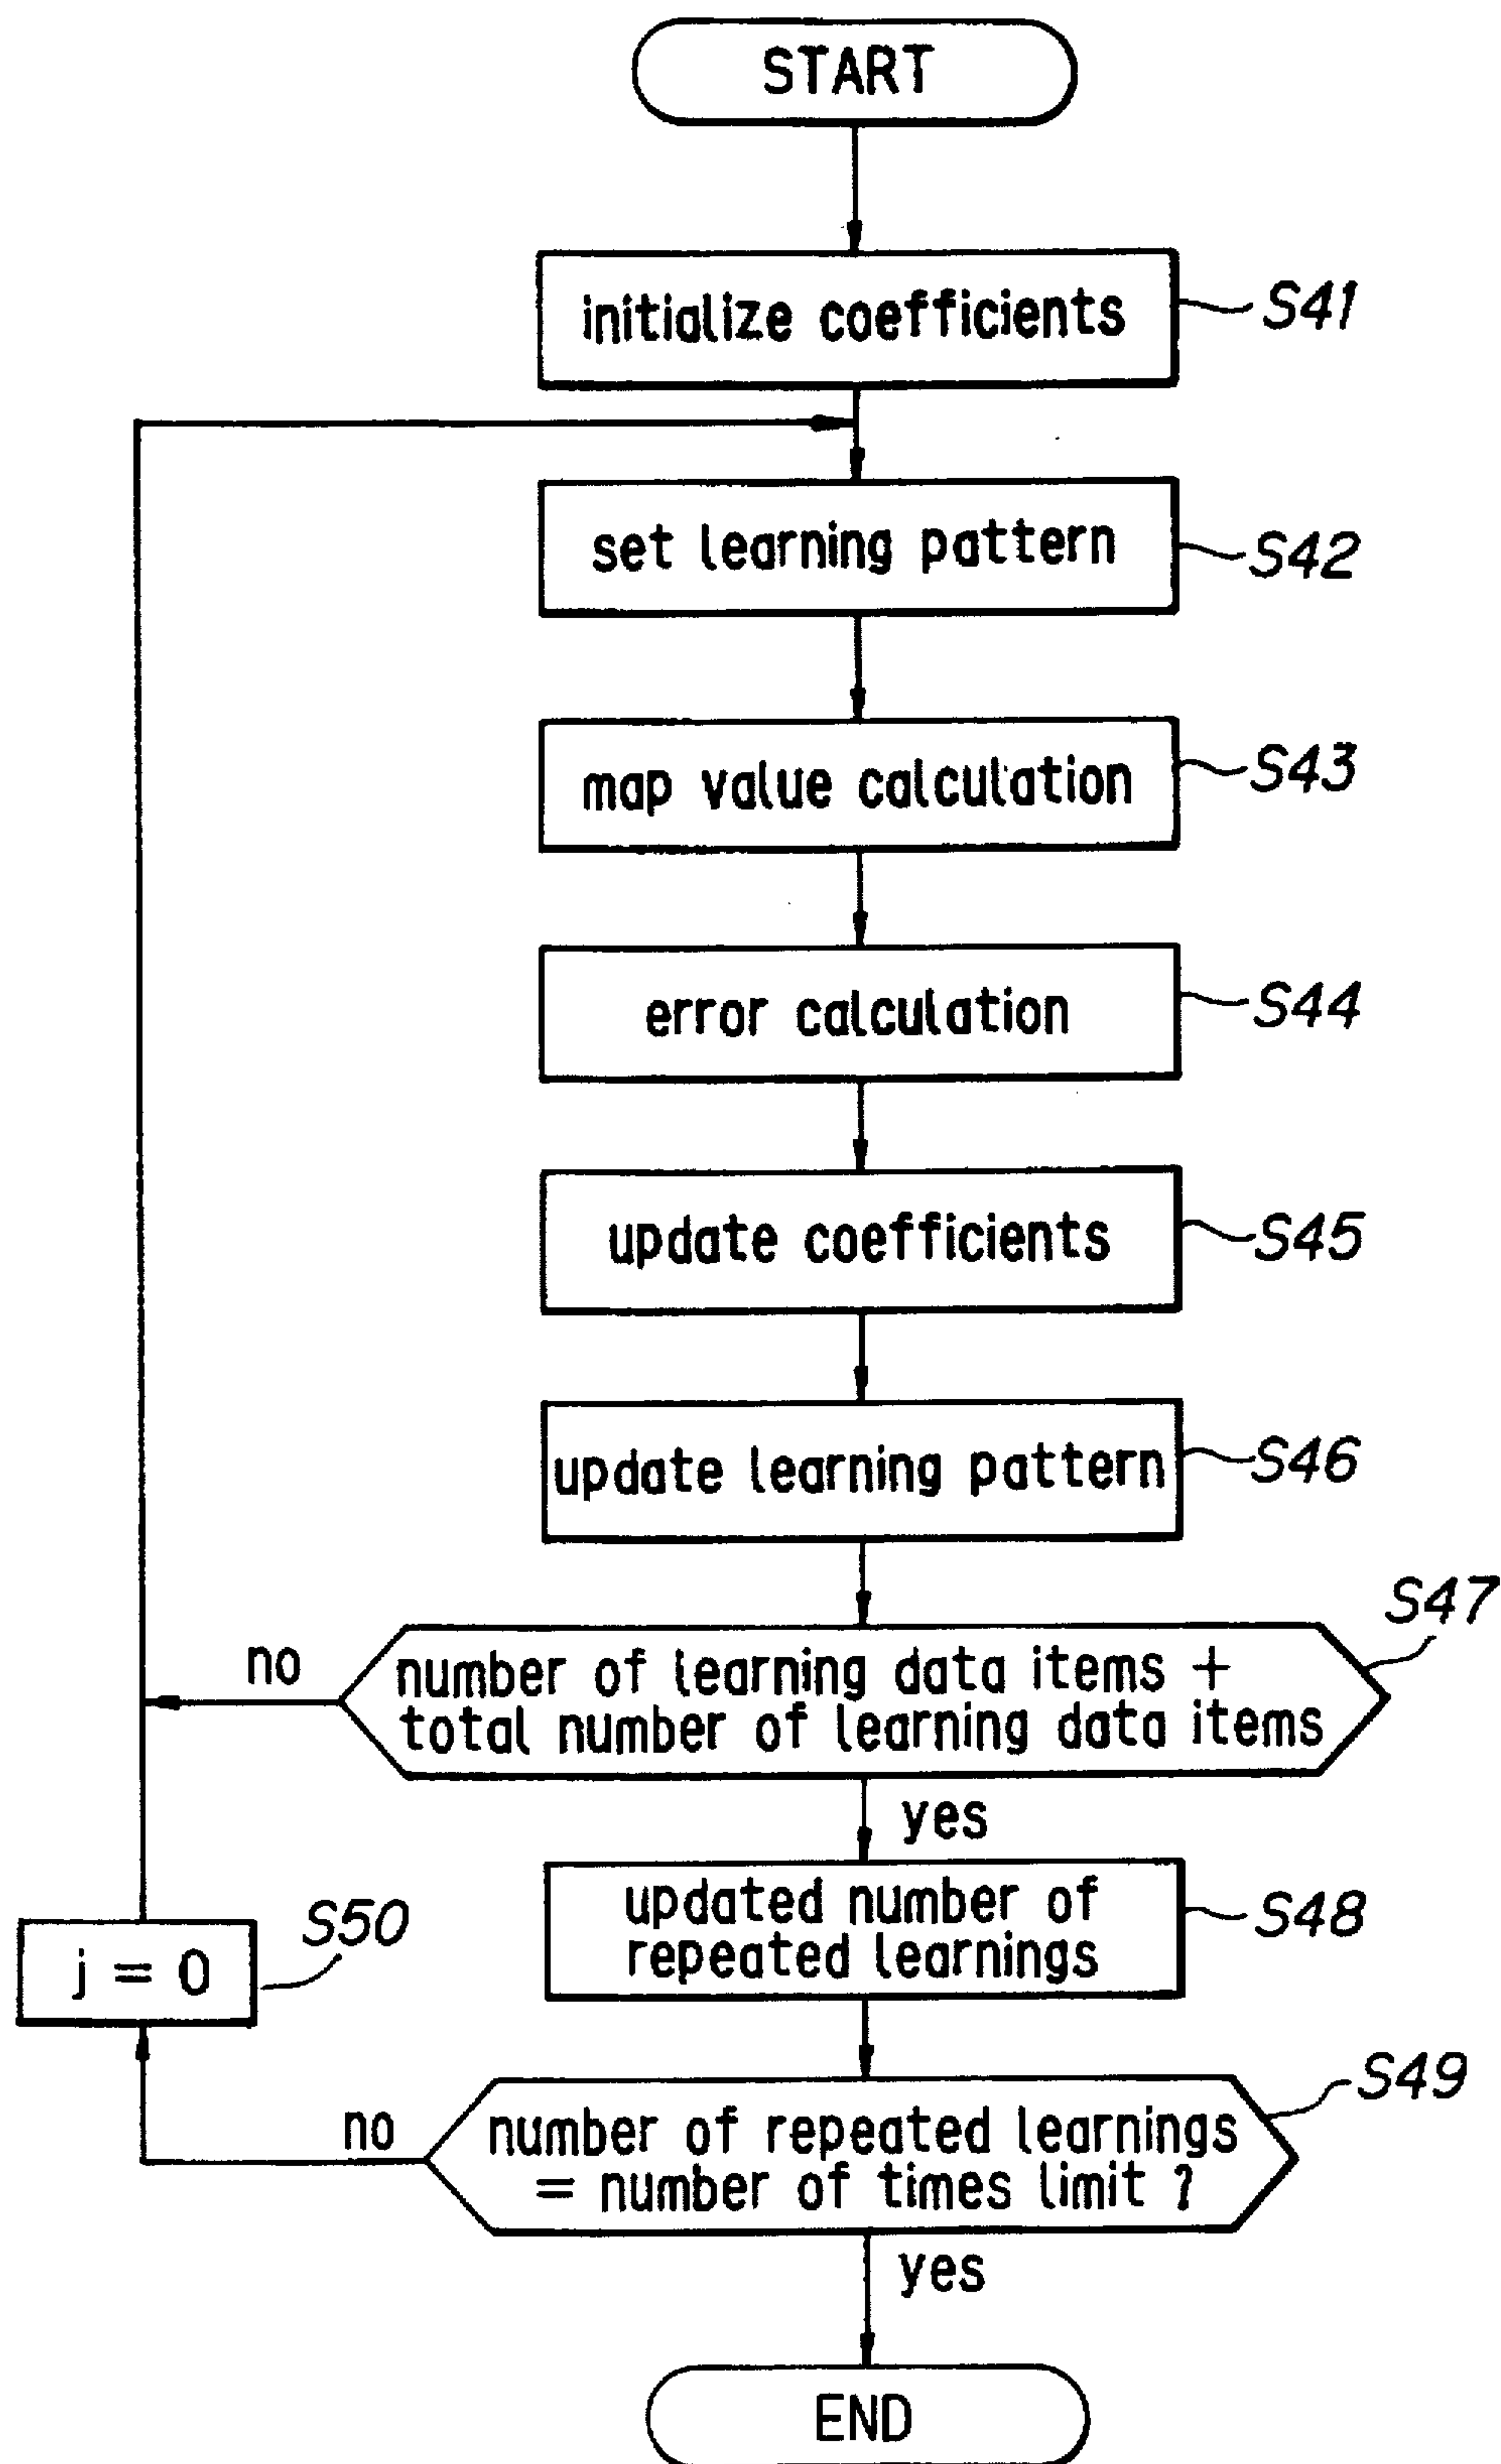 START
initialize coefficients
S41
set learning pattern
S42
map value calculation
S43
error calculation
S44
update coefficients
S45
update learning pattern
S46
S47
no
number of learning data items +
total number of learning data items
yes
updated number of
repeated learnings
S48
S50
j = 0
S49
no
number of repeated learnings
= number of times limit ?
yes
END